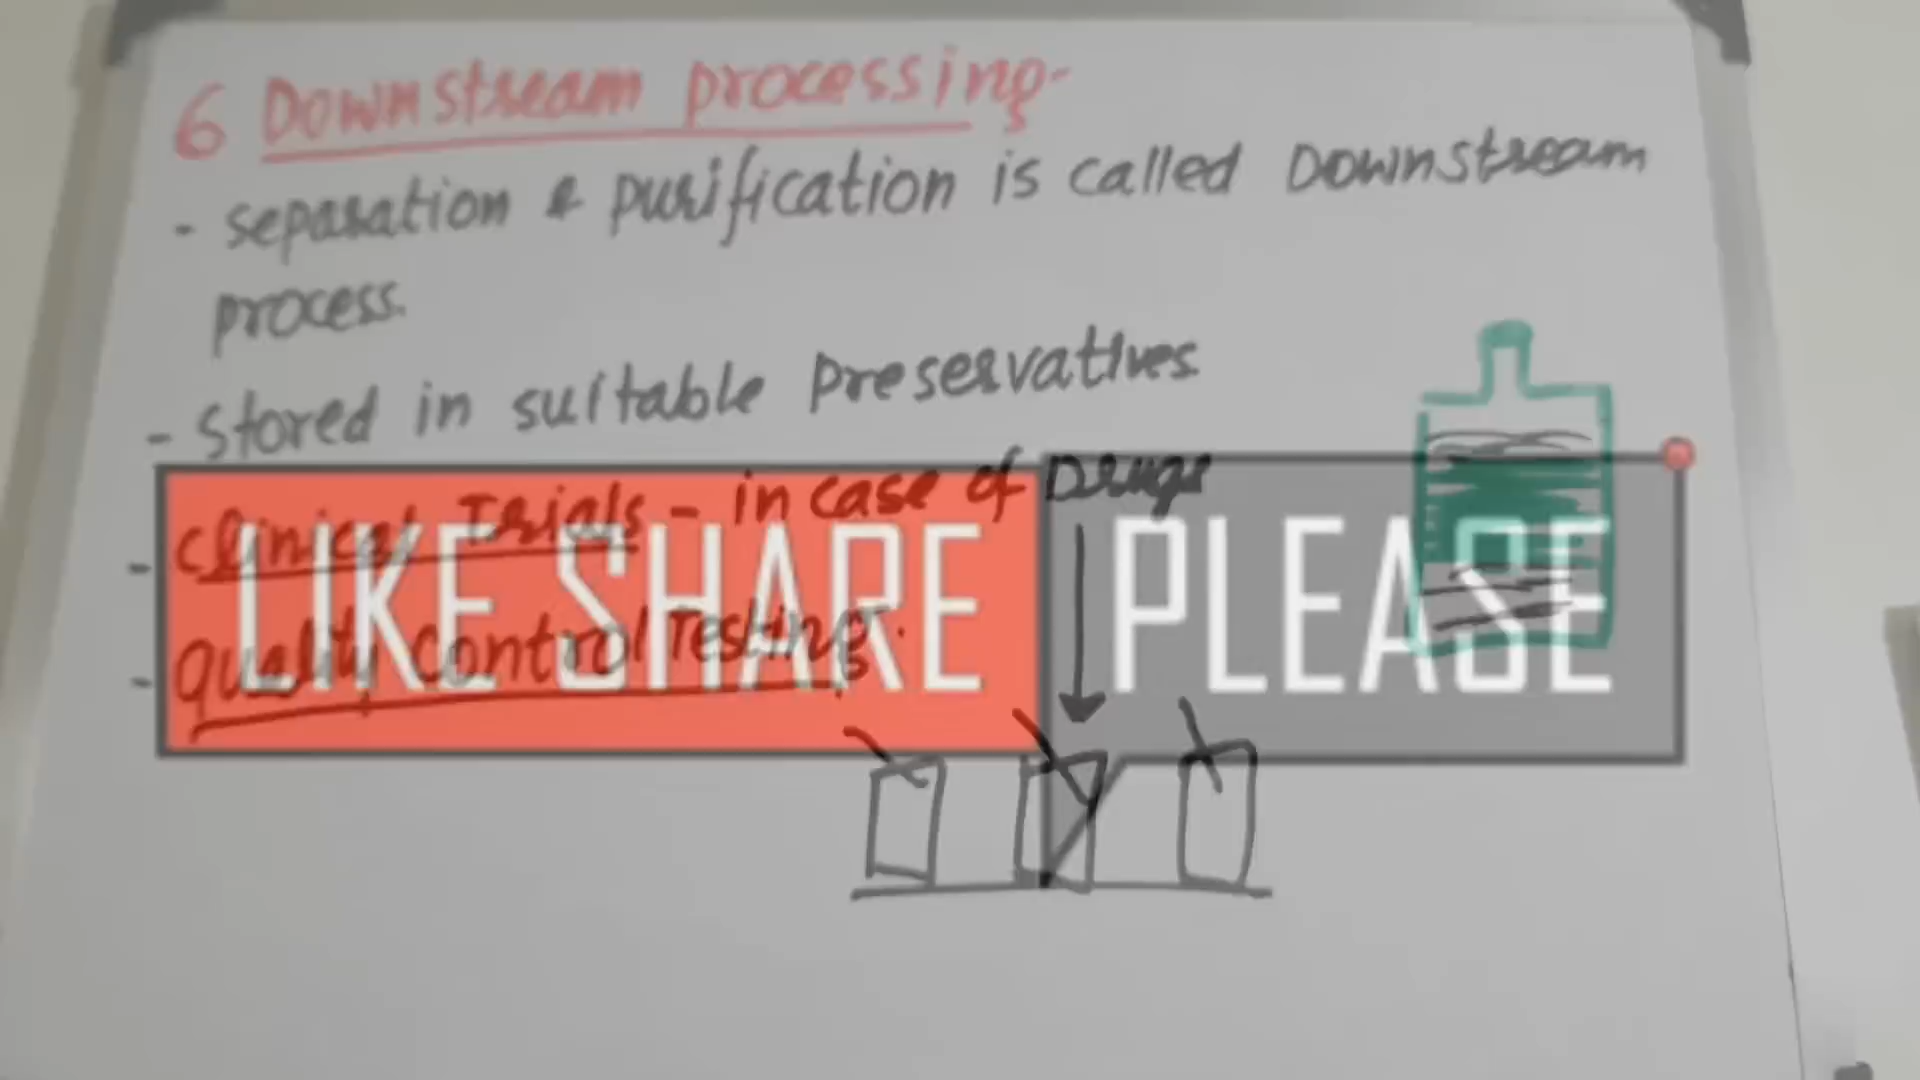 6 Downstream processing-
- separation & purification is called Downstream
process.
- stored in suitable preservatives
- clinical Trials - in case of Drugs
- quality control Testing.
LIKE SHARE PLEASE